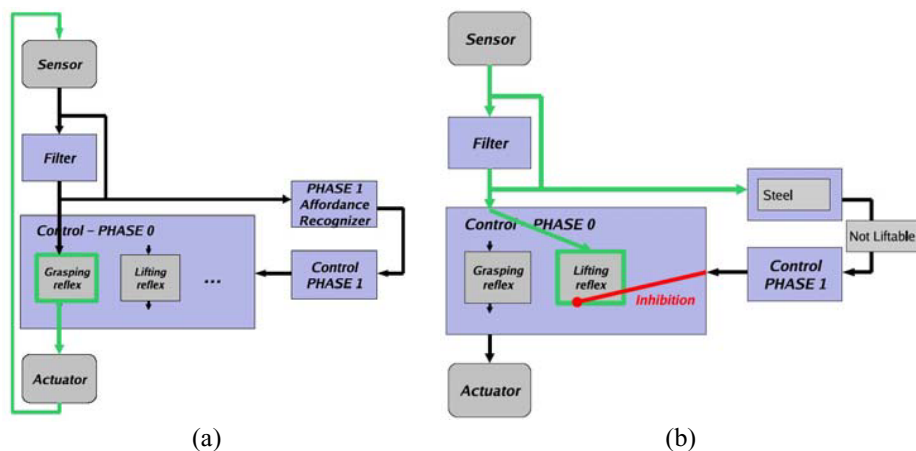 Sensor
Filter
PHASE 1
Affordance
Recognizer
Control – PHASE 0
Grasping
reflex
Lifting
reflex
...
Control
PHASE 1
Actuator
(a)
Sensor
Filter
Steel
Not Liftable
Control - PHASE 0
Grasping
reflex
Lifting
reflex
Inhibition
Control
PHASE 1
Actuator
(b)